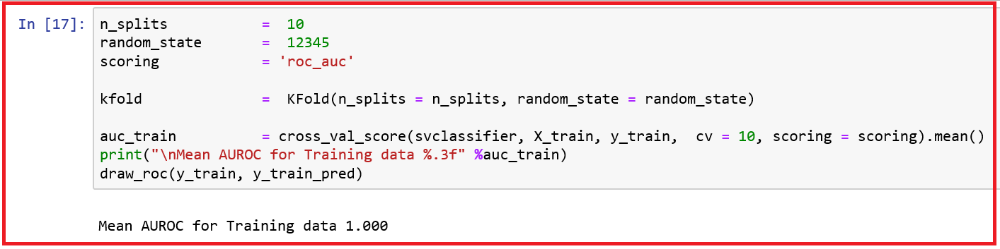 In [17]: n_splits = 10
random_state = 12345
scoring = 'roc_auc'
kfold = KFold(n_splits = n_splits, random_state = random_state)
auc_train = cross_val_score(svclassifier, X_train, y_train, cv = 10, scoring = scoring).mean()
print("\nMean AUROC for Training data %.3f" %auc_train)
draw_roc(y_train, y_train_pred)
Mean AUROC for Training data 1.000